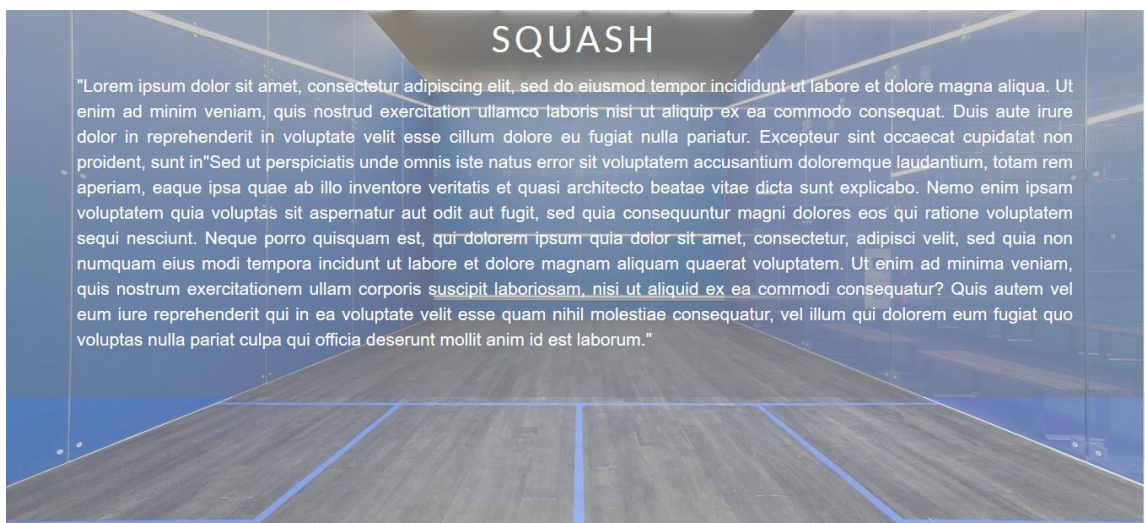 SQUASH
"Lorem ipsum dolor sit amet, consectetur adipiscing elit, sed do eiusmod tempor incididunt ut labore et dolore magna aliqua. Ut
enim ad minim veniam, quis nostrud exercitation ullamco laboris nisi ut aliquip ex ea commodo consequat. Duis aute irure
dolor in reprehenderit in voluptate velit esse cillum dolore eu fugiat nulla pariatur. Excepteur sint occaecat cupidatat non
proident, sunt in"Sed ut perspiciatis unde omnis iste natus error sit voluptatem accusantium doloremque laudantium, totam rem
aperiam, eaque ipsa quae ab illo inventore veritatis et quasi architecto beatae vitae dicta sunt explicabo. Nemo enim ipsam
voluptatem quia voluptas sit aspernatur aut odit aut fugit, sed quia consequuntur magni dolores eos qui ratione voluptatem
sequi nesciunt. Neque porro quisquam est, qui dolorem ipsum quia dolor sit amet, consectetur, adipisci velit, sed quia non
numquam eius modi tempora incidunt ut labore et dolore magnam aliquam quaerat voluptatem. Ut enim ad minima veniam,
quis nostrum exercitationem ullam corporis suscipit laboriosam, nisi ut aliquid ex ea commodi consequatur? Quis autem vel
eum iure reprehenderit qui in ea voluptate velit esse quam nihil molestiae consequatur, vel illum qui dolorem eum fugiat quo
voluptas nulla pariat culpa qui officia deserunt mollit anim id est laborum."